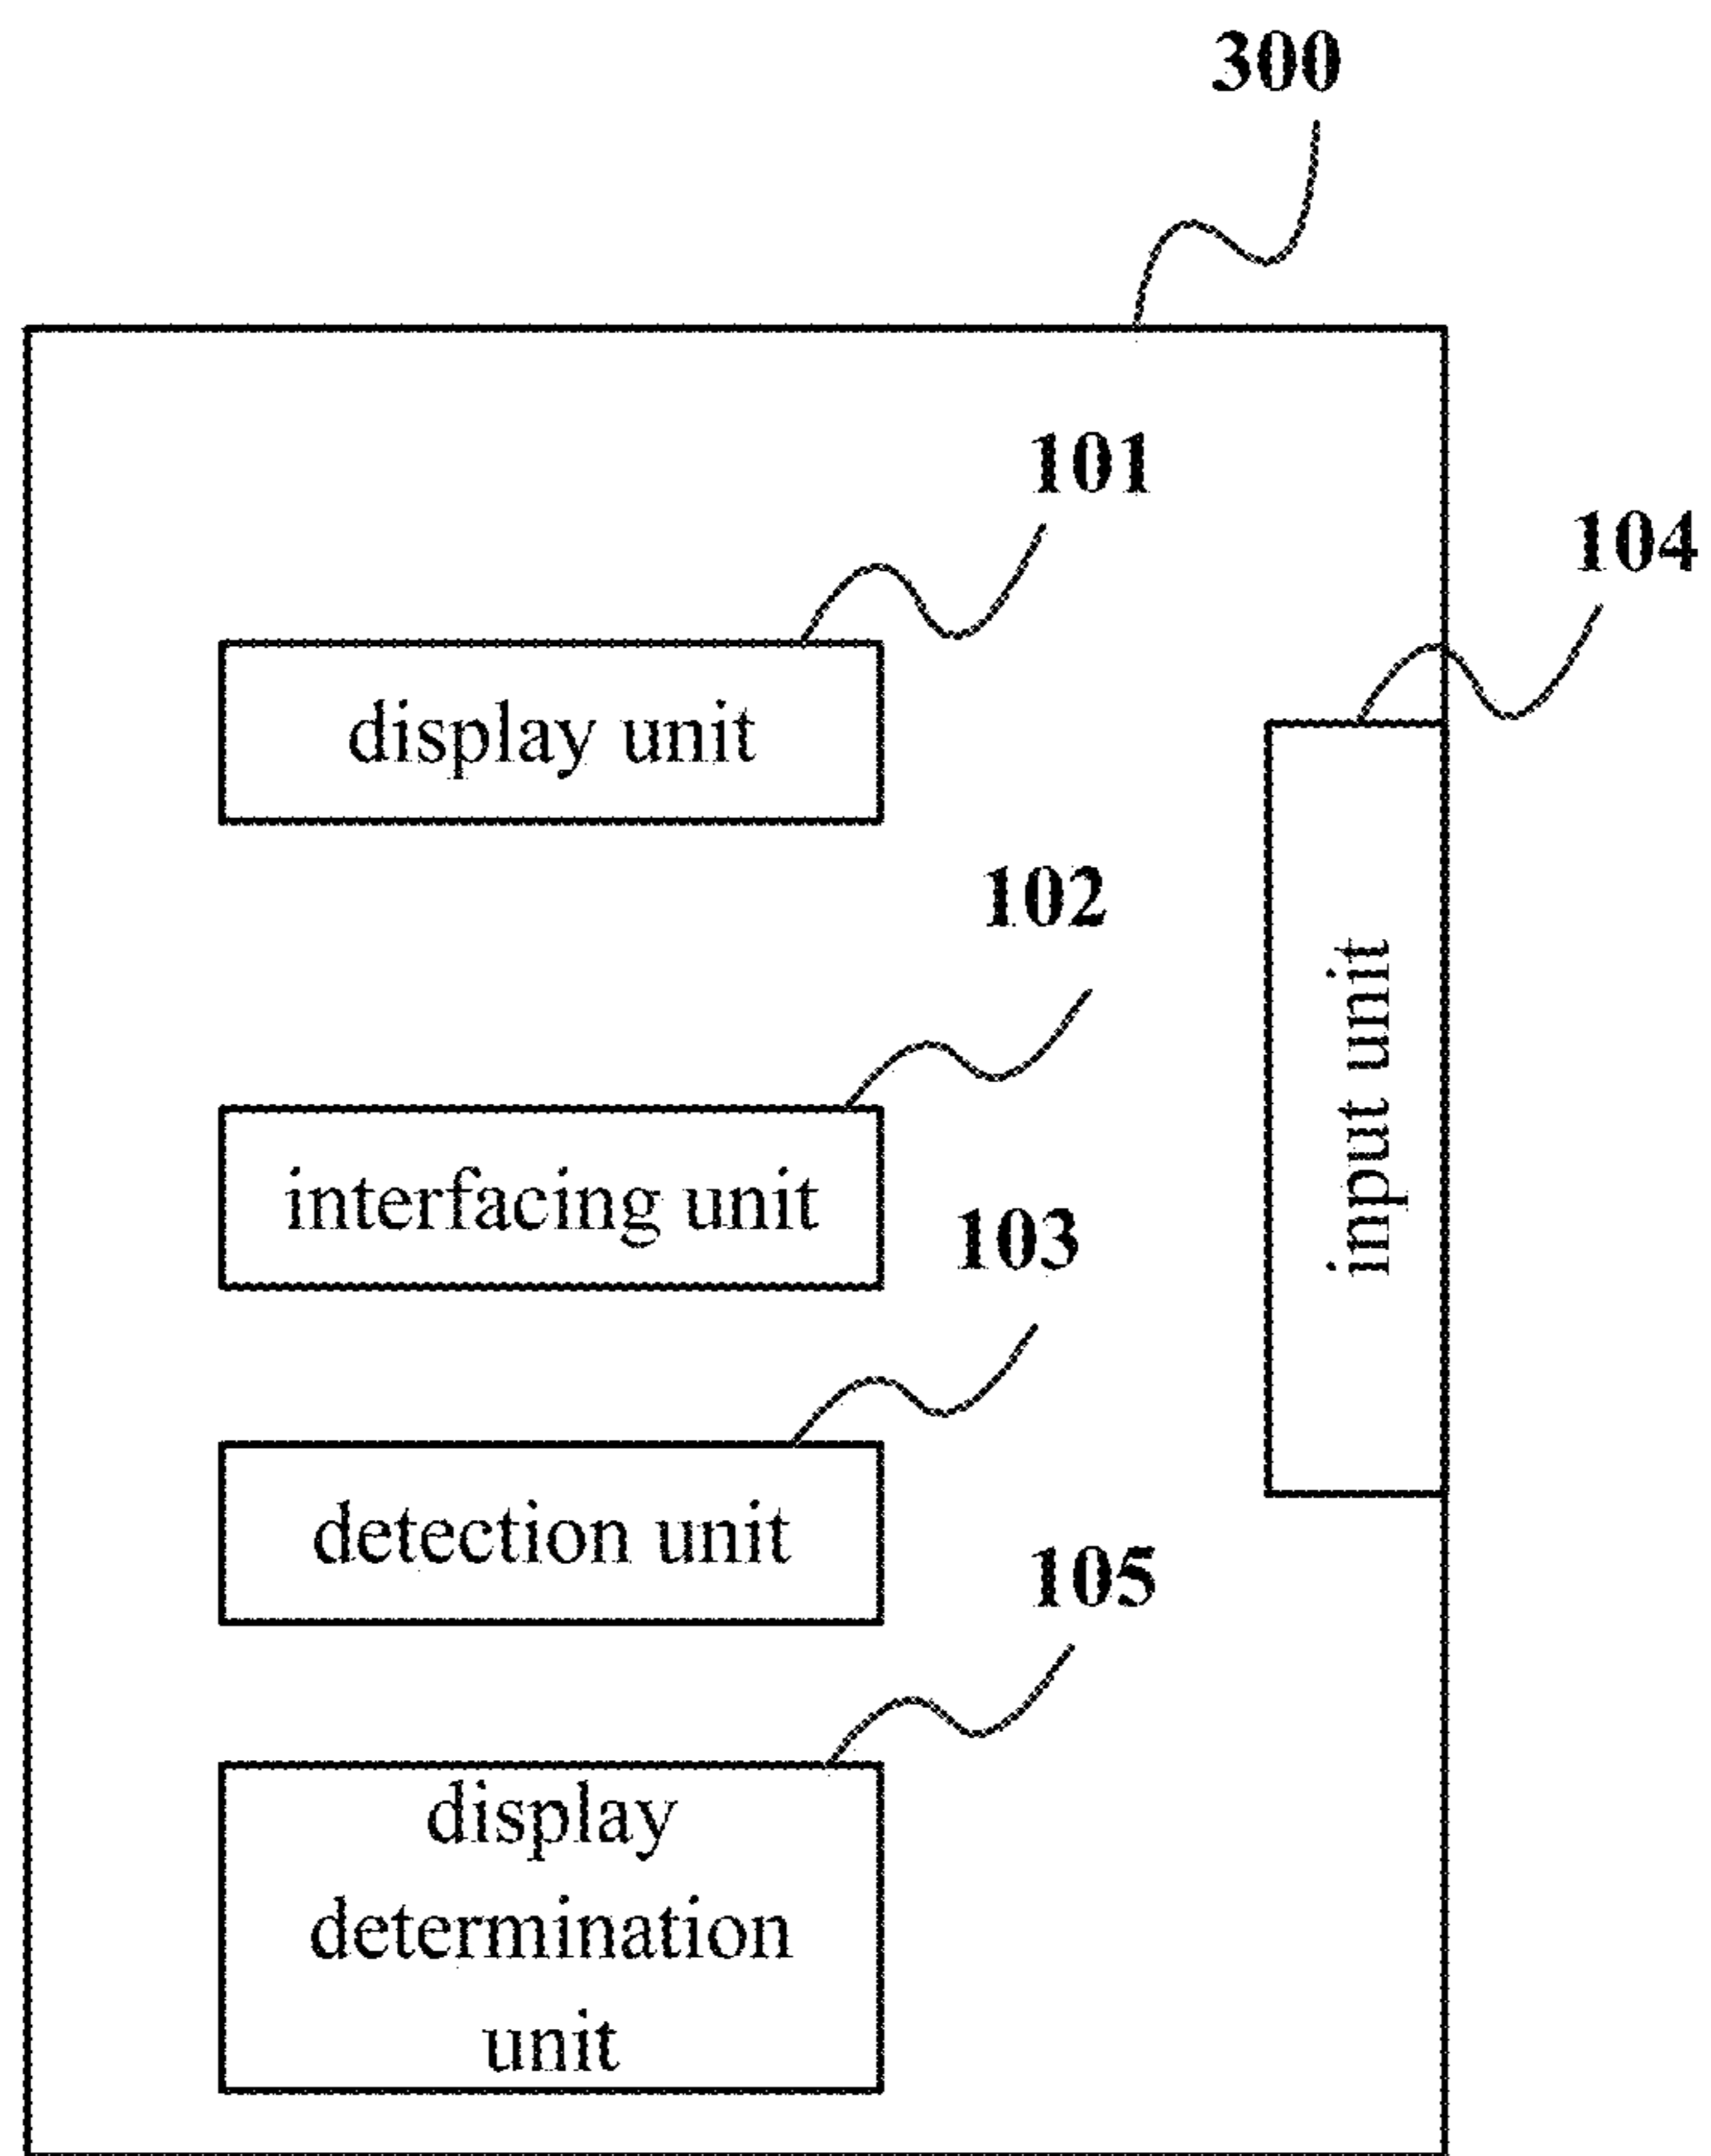 300
101
104
display unit
102
interfacing unit
input unit
103
detection unit
105
display
determination
unit